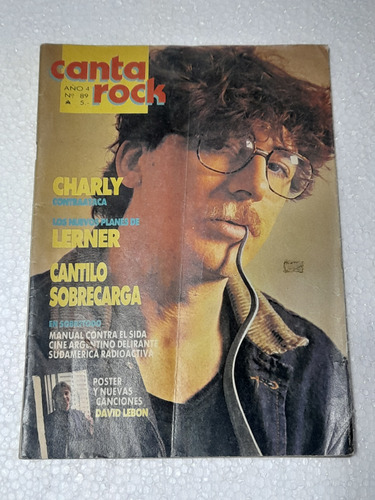 canta
rock
AÑO 4
Nº 89
₳ 5.-
CHARLY
CONTRAATACA
LOS NUEVOS PLANES DE
LERNER
CANTILO
SOBRECARGA
EN SOBRETODO
MANUAL CONTRA EL SIDA
CINE ARGENTINO DELIRANTE
SUDAMERICA RADIOACTIVA
POSTER
Y NUEVAS
CANCIONES
DAVID LEBON